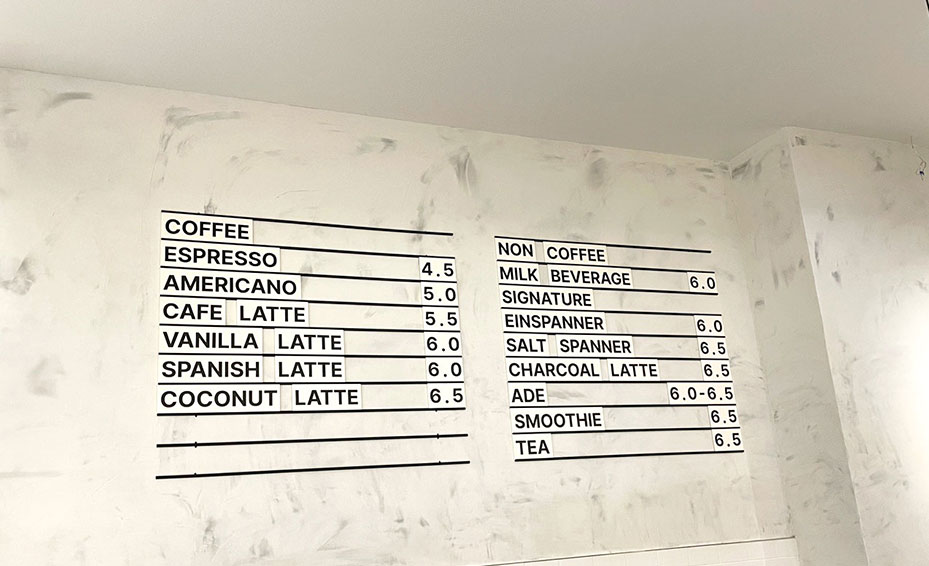 COFFEE
ESPRESSO 4.5
AMERICANO 5.0
CAFE LATTE 5.5
VANILLA LATTE 6.0
SPANISH LATTE 6.0
COCONUT LATTE 6.5
NON COFFEE
MILK BEVERAGE 6.0
SIGNATURE
EINSPANNER 6.0
SALT SPANNER 6.5
CHARCOAL LATTE 6.5
ADE 6.0-6.5
SMOOTHIE 6.5
TEA 6.5